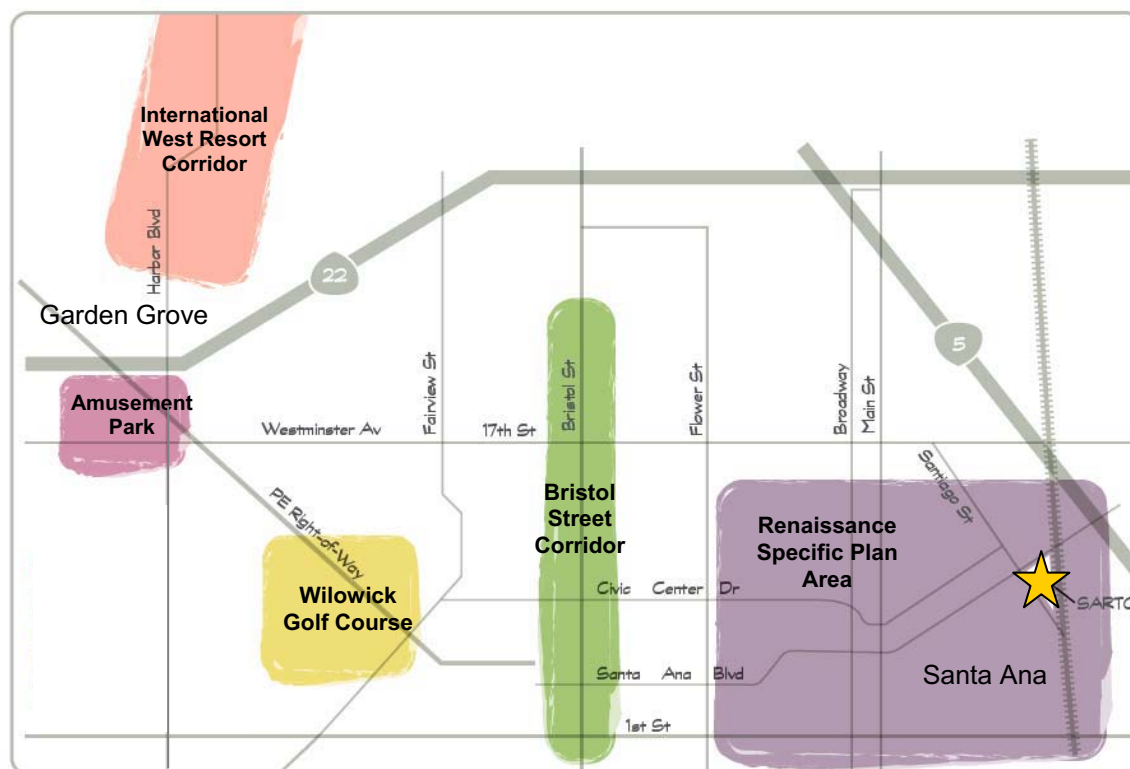 International
West Resort
Corridor
Harbor Blvd
22
Garden Grove
Fairview St
Bristol St
Flower St
Broadway
Main St
5
Amusement
Park
Westminster Av
17th St
Santiago St
PE Right-of-Way
Bristol
Street
Corridor
Renaissance
Specific Plan
Area
Wilowick
Golf Course
Civic Center Dr
SARTC
Santa Ana Blvd
Santa Ana
1st St